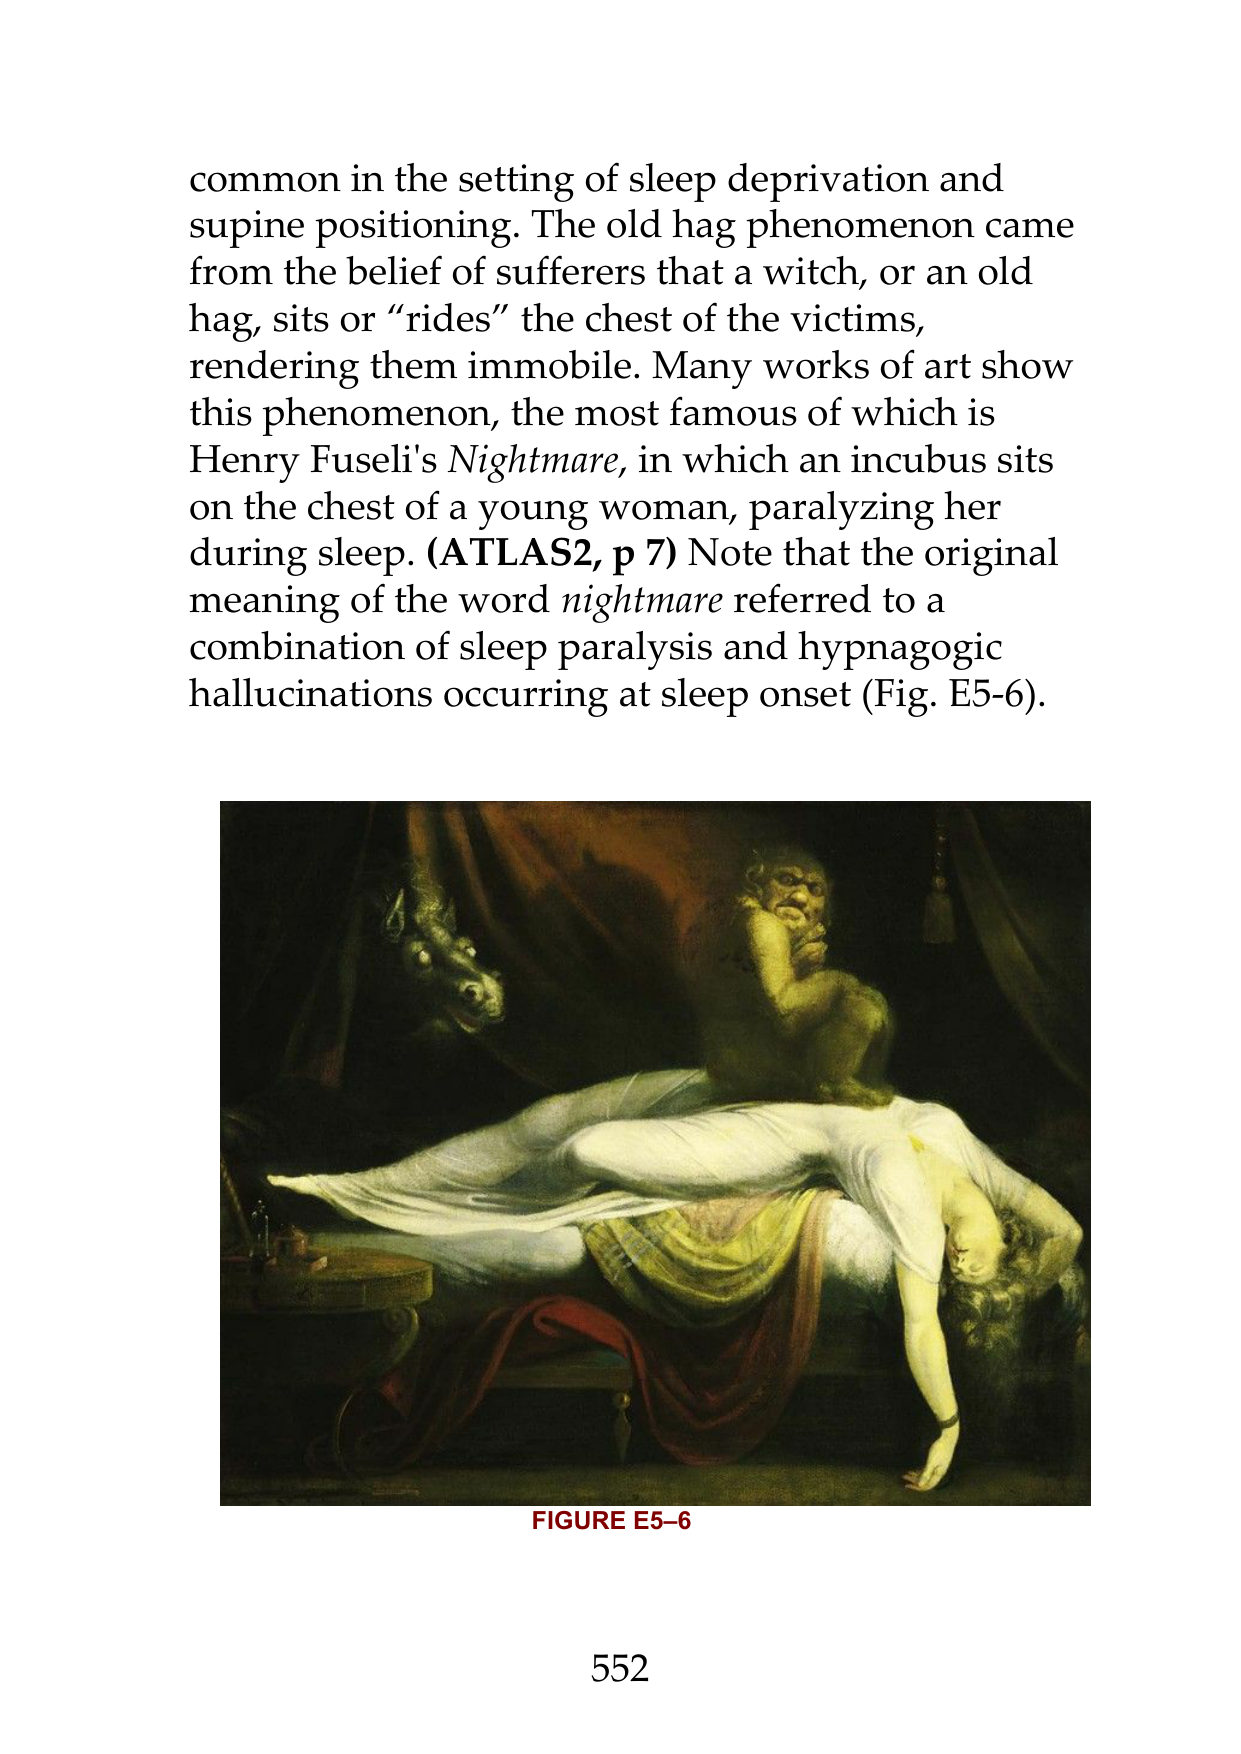 common in the setting of sleep deprivation and
supine positioning. The old hag phenomenon came
from the belief of sufferers that a witch, or an old
hag, sits or “rides” the chest of the victims,
rendering them immobile. Many works of art show
this phenomenon, the most famous of which is
Henry Fuseli's Nightmare, in which an incubus sits
on the chest of a young woman, paralyzing her
during sleep. (ATLAS2, p 7) Note that the original
meaning of the word nightmare referred to a
combination of sleep paralysis and hypnagogic
hallucinations occurring at sleep onset (Fig. E5-6).
FIGURE E5–6
552